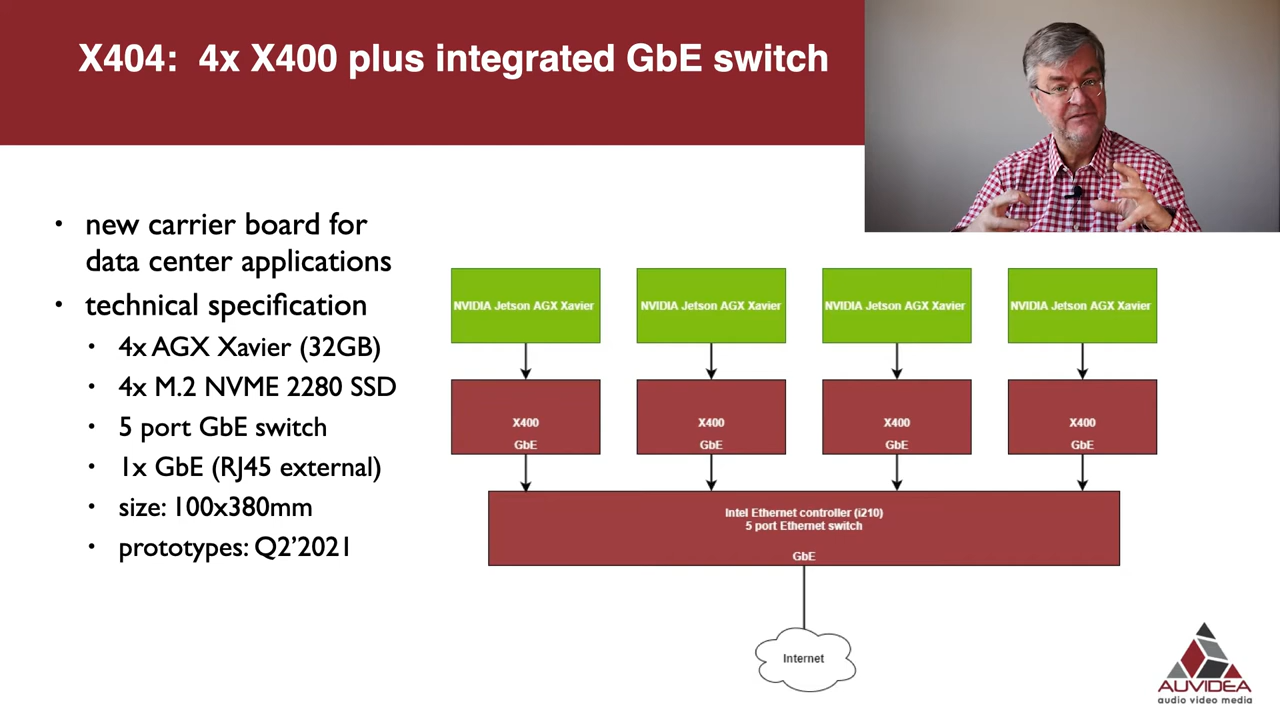 X404: 4x X400 plus integrated GbE switch
• new carrier board for
data center applications
• technical specification
• 4x AGX Xavier (32GB)
• 4x M.2 NVME 2280 SSD
• 5 port GbE switch
• 1x GbE (RJ45 external)
• size: 100x380mm
• prototypes: Q2’2021
NVIDIA Jetson AGX Xavier
NVIDIA Jetson AGX Xavier
NVIDIA Jetson AGX Xavier
NVIDIA Jetson AGX Xavier
X400
GbE
X400
GbE
X400
GbE
X400
GbE
Intel Ethernet controller (i210)
5 port Ethernet switch
GbE
Internet
AUVIDEA
audio video media